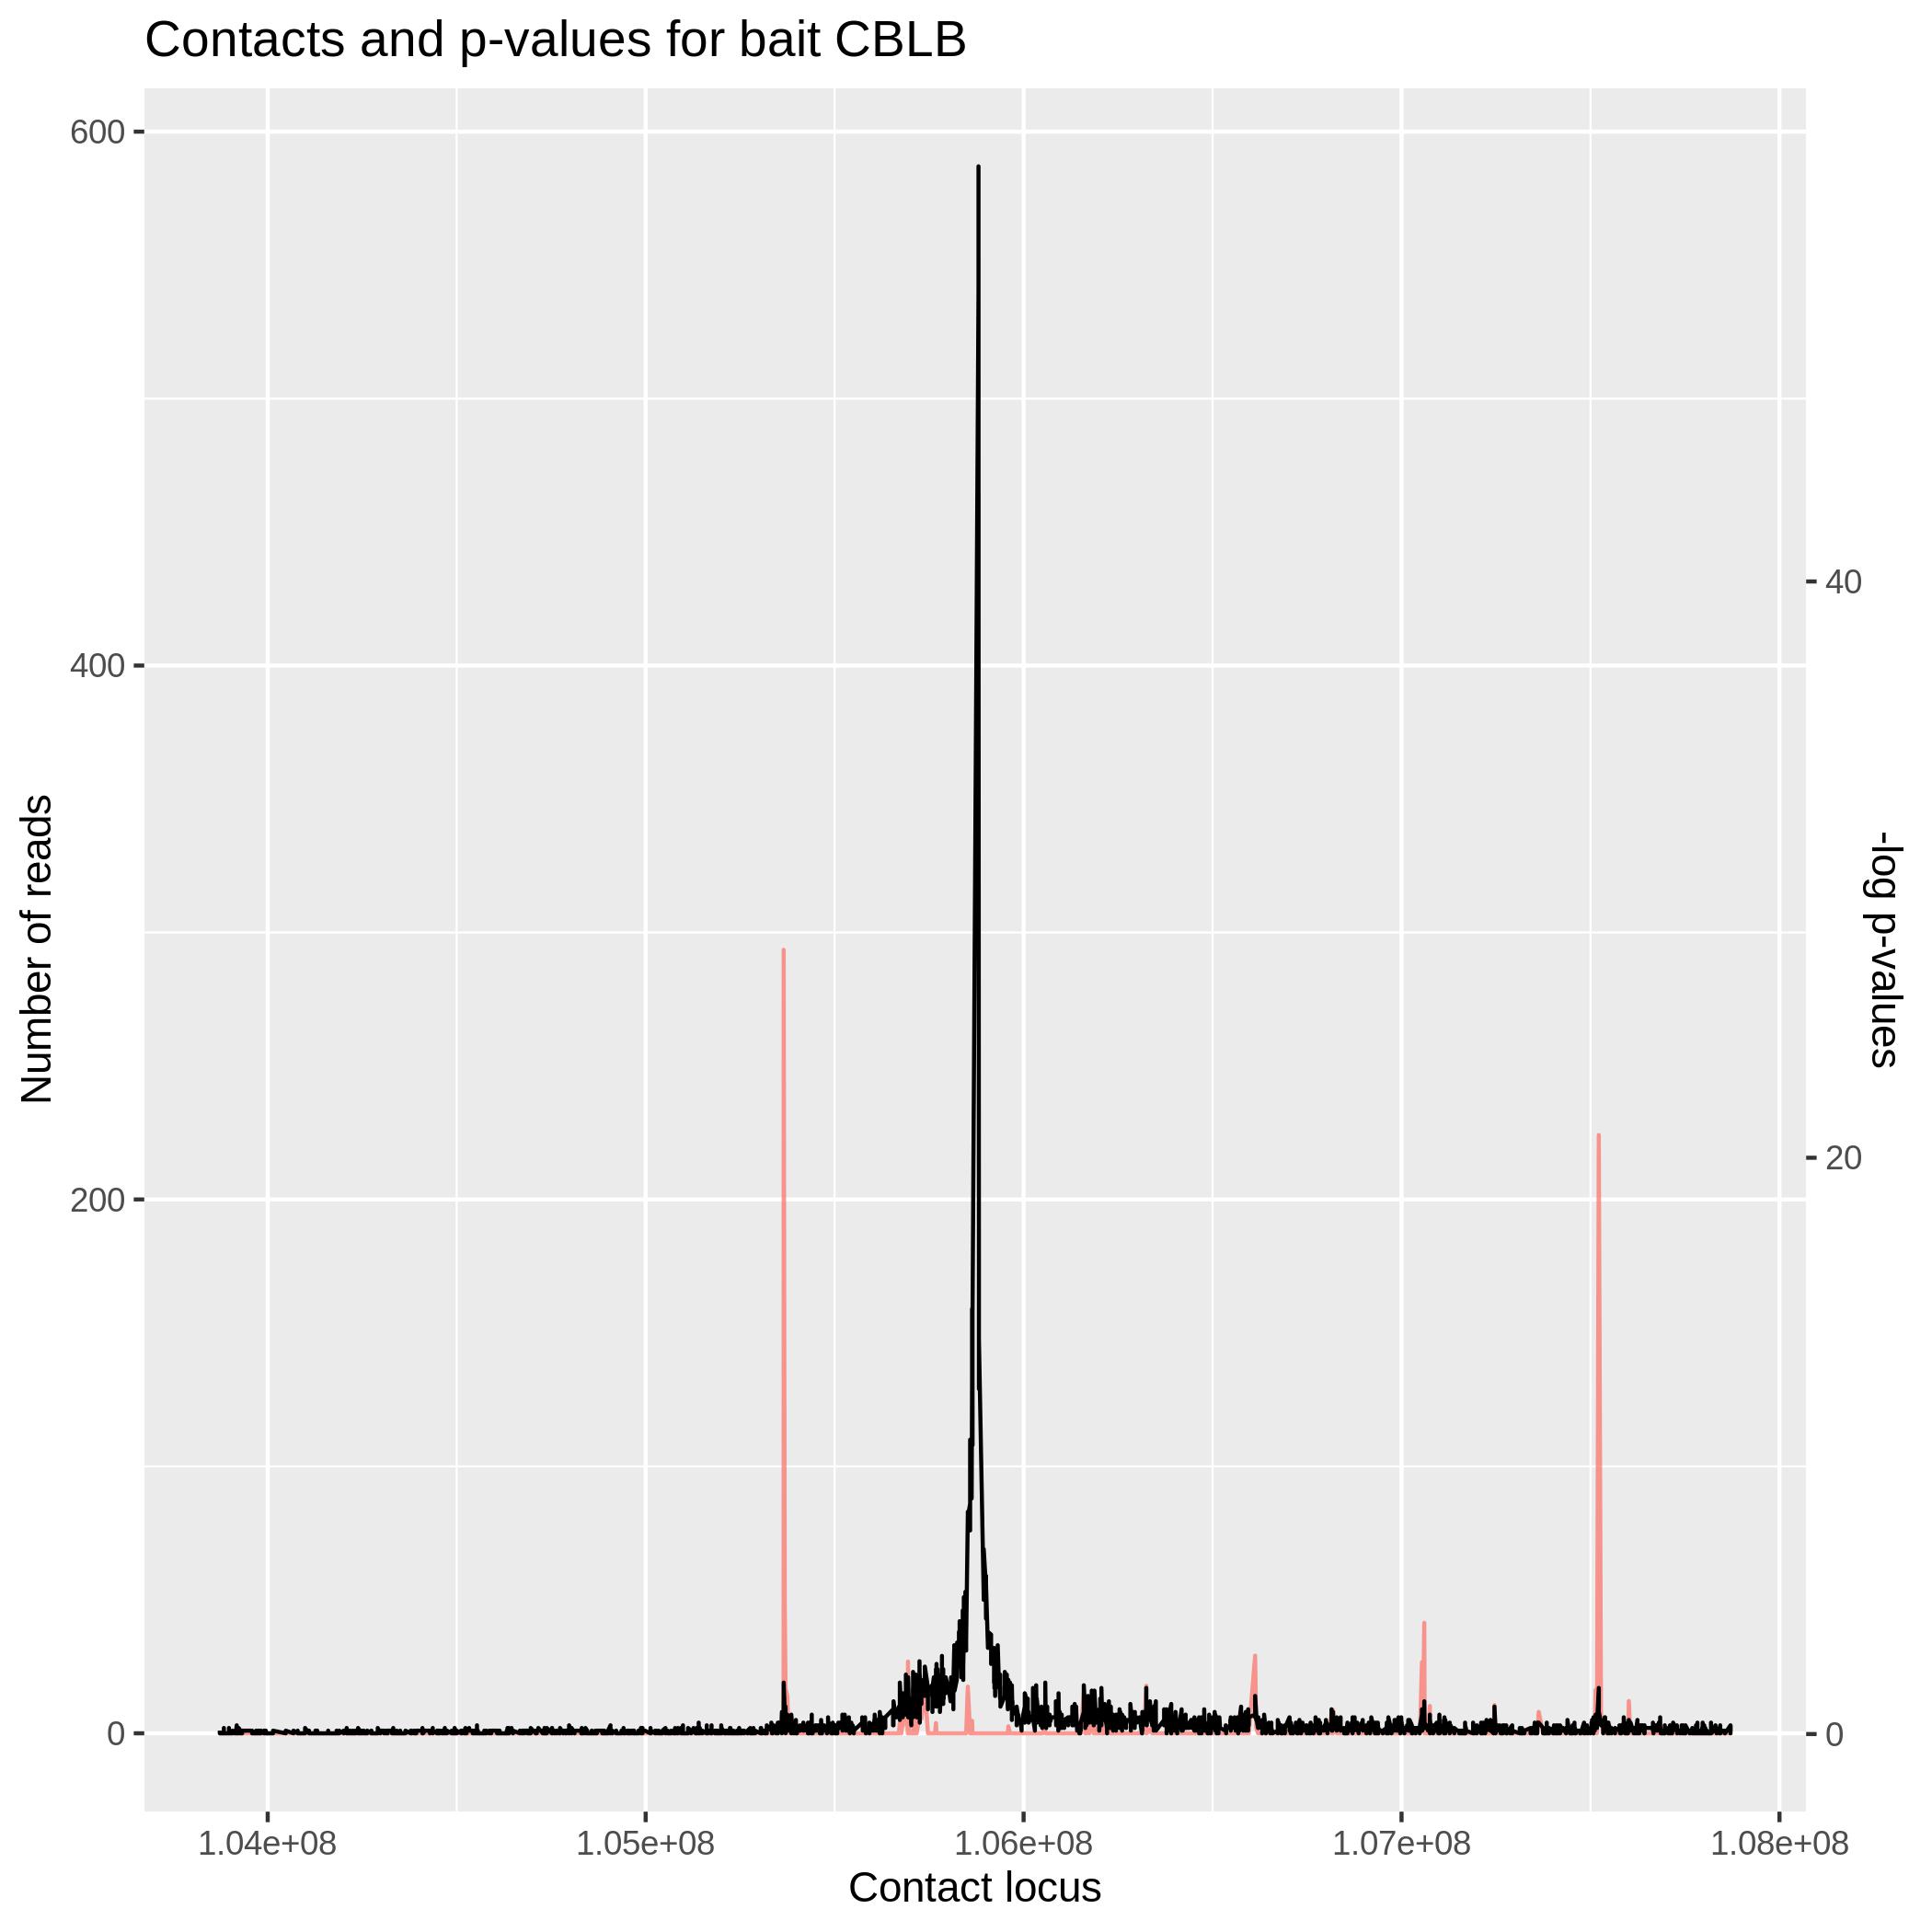 Contacts and p-values for bait CBLB
600
400
200
0
Number of reads
40
20
0
-log p-values
1.04e+08
1.05e+08
1.06e+08
1.07e+08
1.08e+08
Contact locus